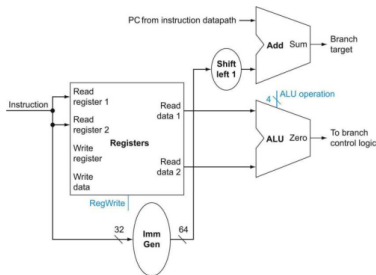 PC from instruction datapath
Add Sum
Branch
target
Shift
left 1
Instruction
Read
register 1
Read
register 2
Write
register
Write
data
Registers
Read
data 1
Read
data 2
RegWrite
4
ALU operation
ALU
Zero
To branch
control logic
32
Imm
Gen
64